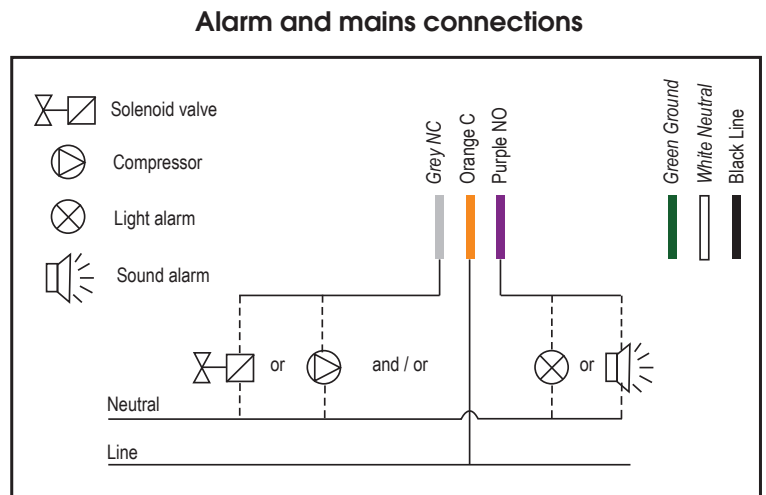 Alarm and mains connections
Solenoid valve
Compressor
Light alarm
Sound alarm
Grey NC
Orange C
Purple NO
Green Ground
White Neutral
Black Line
or
and / or
or
Neutral
Line